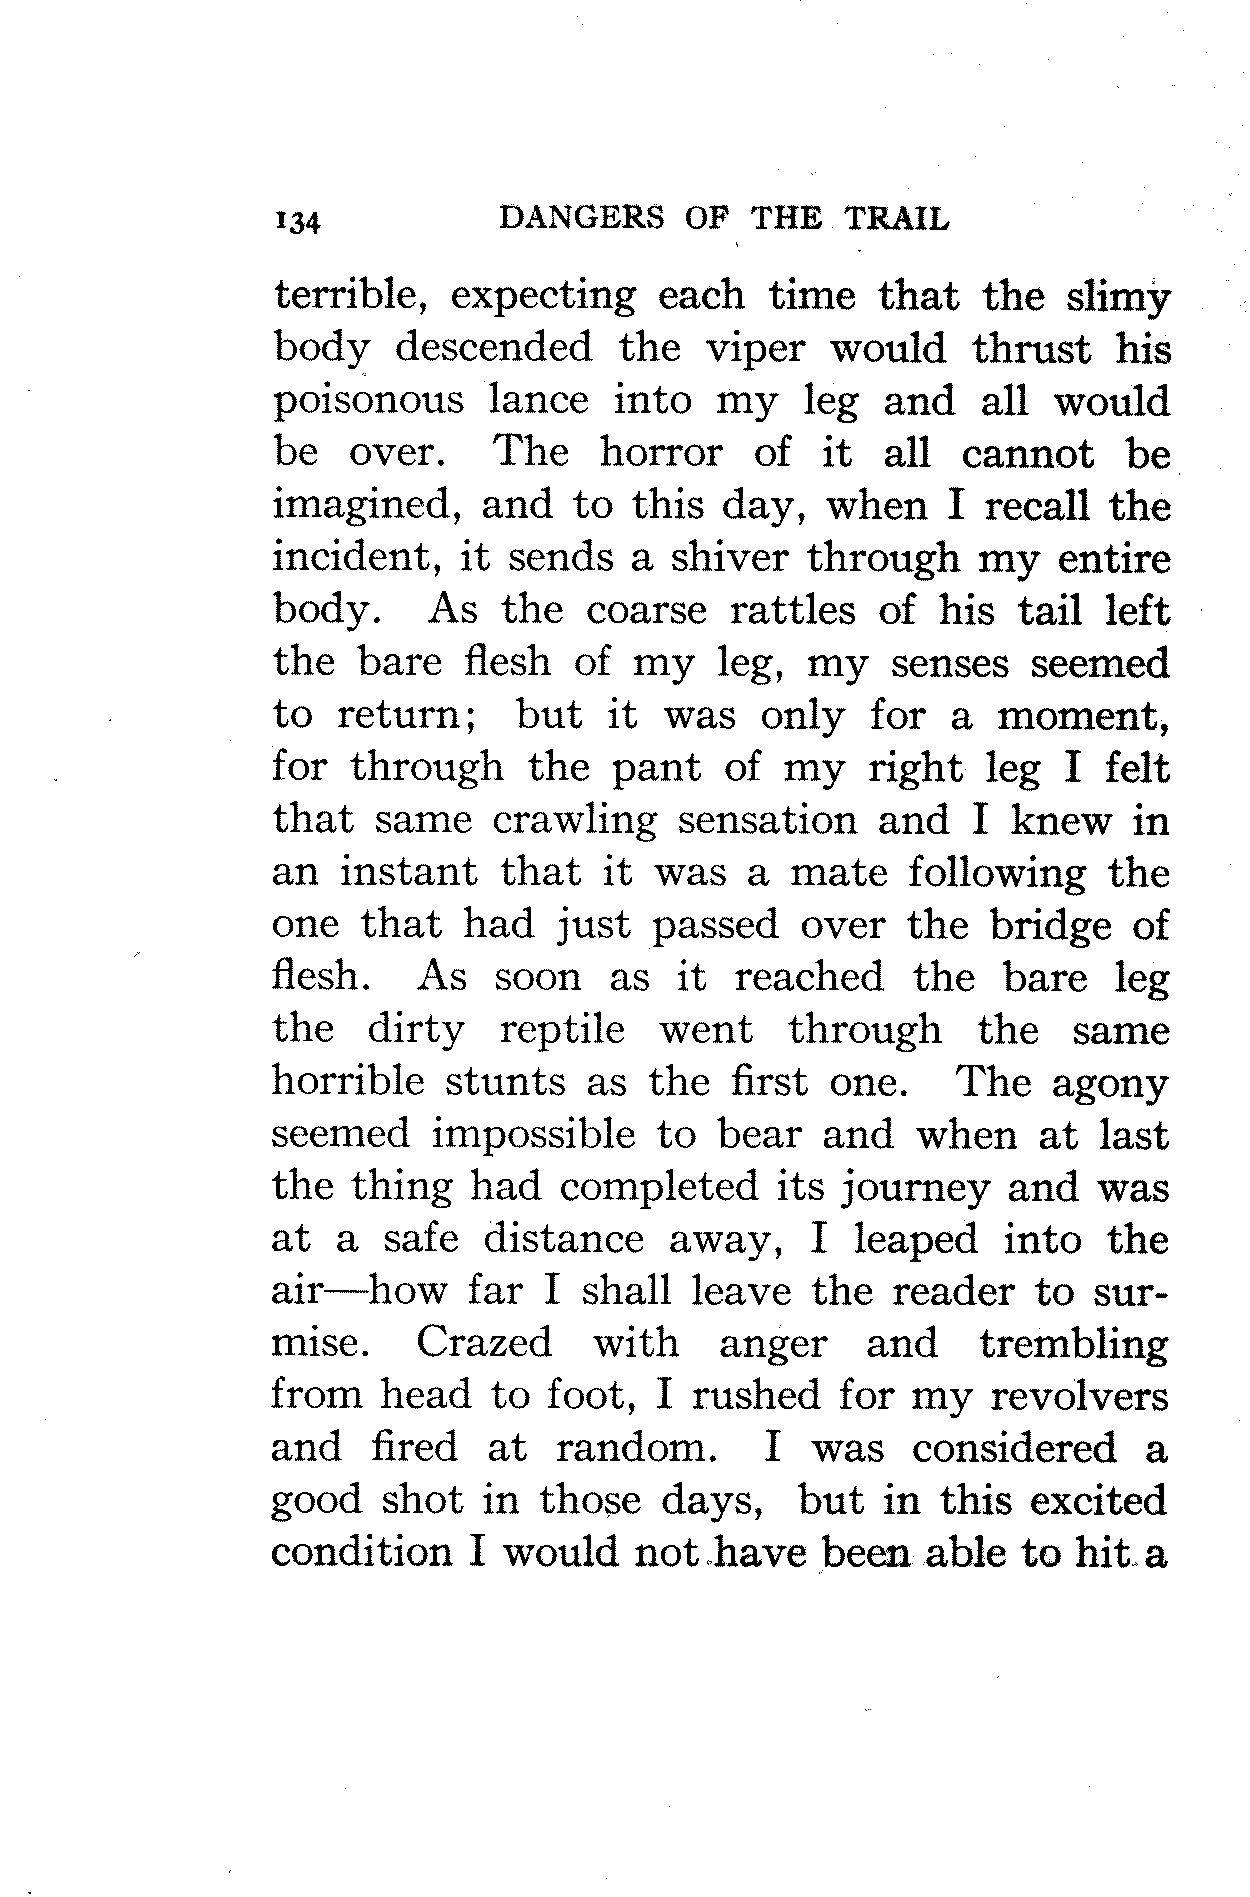 134 DANGERS OF THE TRAIL
terrible, expecting each time that the slimy
body descended the viper would thrust his
poisonous lance into my leg and all would
be over. The horror of it all cannot be
imagined, and to this day, when I recall the
incident, it sends a shiver through my entire
body. As the coarse rattles of his tail left
the bare flesh of my leg, my senses seemed
to return; but it was only for a moment,
for through the pant of my right leg I felt
that same crawling sensation and I knew in
an instant that it was a mate following the
one that had just passed over the bridge of
flesh. As soon as it reached the bare leg
the dirty reptile went through the same
horrible stunts as the first one. The agony
seemed impossible to bear and when at last
the thing had completed its journey and was
at a safe distance away, I leaped into the
air—how far I shall leave the reader to sur-
mise. Crazed with anger and trembling
from head to foot, I rushed for my revolvers
and fired at random. I was considered a
good shot in those days, but in this excited
condition I would not have been able to hit a